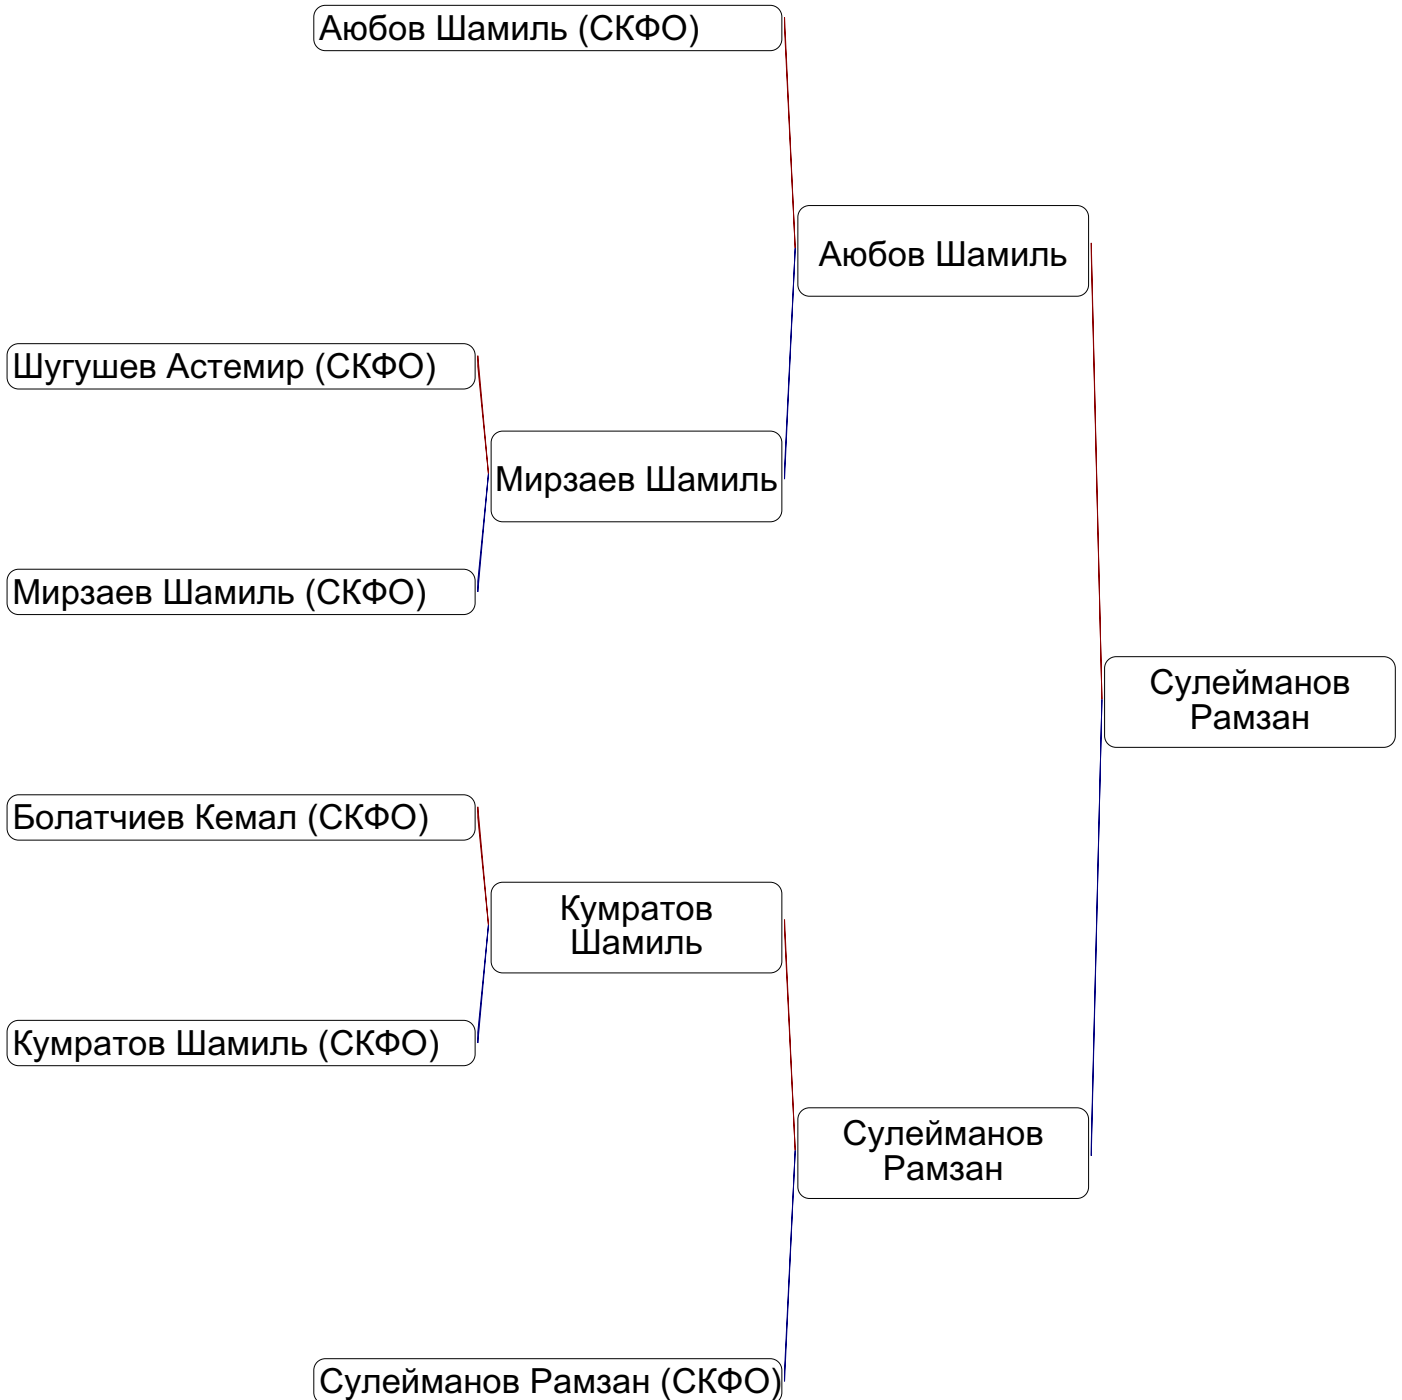 Аюбов Шамиль (СКФО)
Аюбов Шамиль
Шугушев Астемир (СКФО)
Мирзаев Шамиль
Мирзаев Шамиль (СКФО)
Сулейманов
Рамзан
Болатчиев Кемал (СКФО)
Кумратов
Шамиль
Кумратов Шамиль (СКФО)
Сулейманов
Рамзан
Сулейманов Рамзан (СКФО)